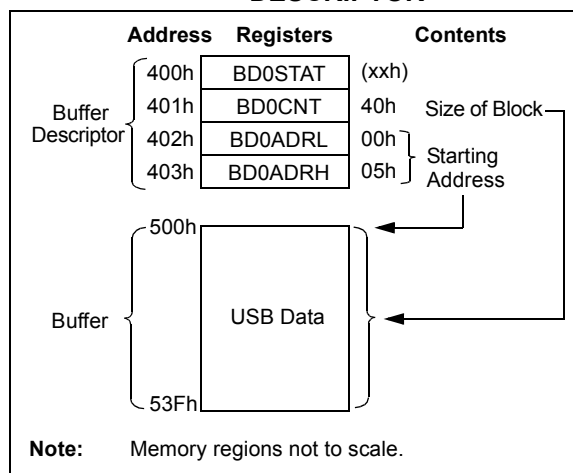 Address Registers Contents
400h BD0STAT (xxh)
Buffer Descriptor 401h BD0CNT 40h Size of Block
402h BD0ADRL 00h Starting Address
403h BD0ADRH 05h
500h
Buffer USB Data
53Fh
Note: Memory regions not to scale.